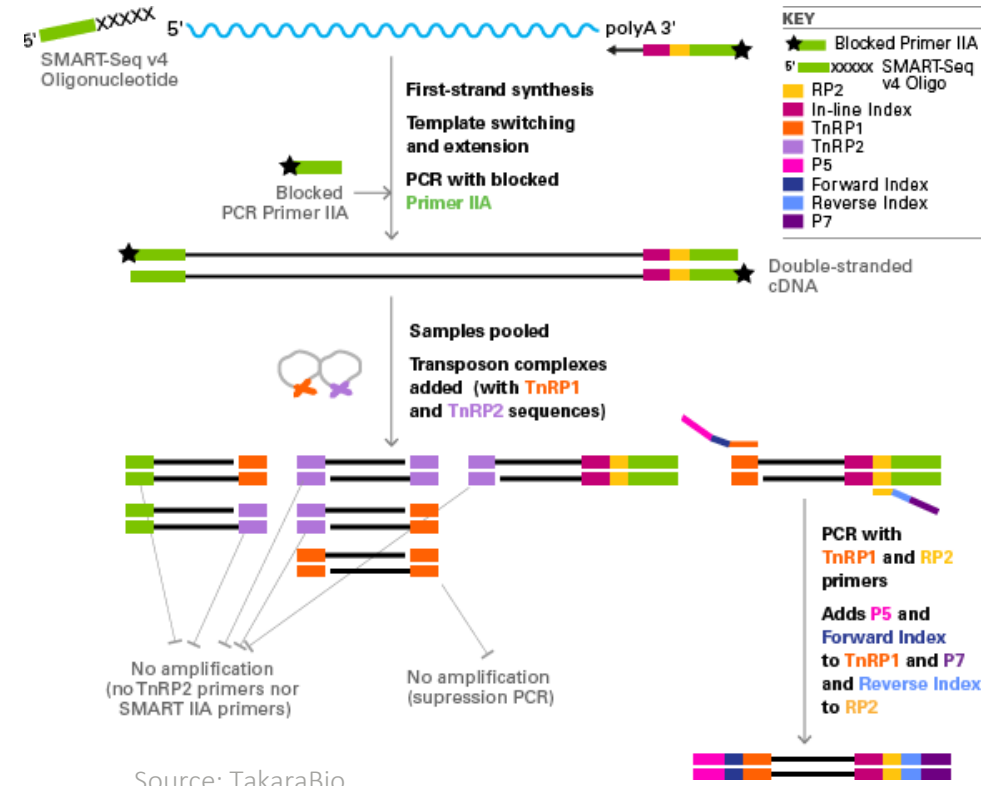 5' XXXXX
SMART-Seq v4
Oligonucleotide
5' polyA 3'
First-strand synthesis
Template switching
and extension
PCR with blocked
Primer IIA
Blocked
PCR Primer IIA
Double-stranded
cDNA
Samples pooled
Transposon complexes
added (with TnRP1
and TnRP2 sequences)
No amplification
(no TnRP2 primers nor
SMART IIA primers)
No amplification
(supression PCR)
PCR with
TnRP1 and RP2
primers
Adds P5 and
Forward Index
to TnRP1 and P7
and Reverse Index
to RP2
KEY
Blocked Primer IIA
5' XXXXX SMART-Seq
v4 Oligo
RP2
In-line Index
TnRP1
TnRP2
P5
Forward Index
Reverse Index
P7
Source: TakaraBio